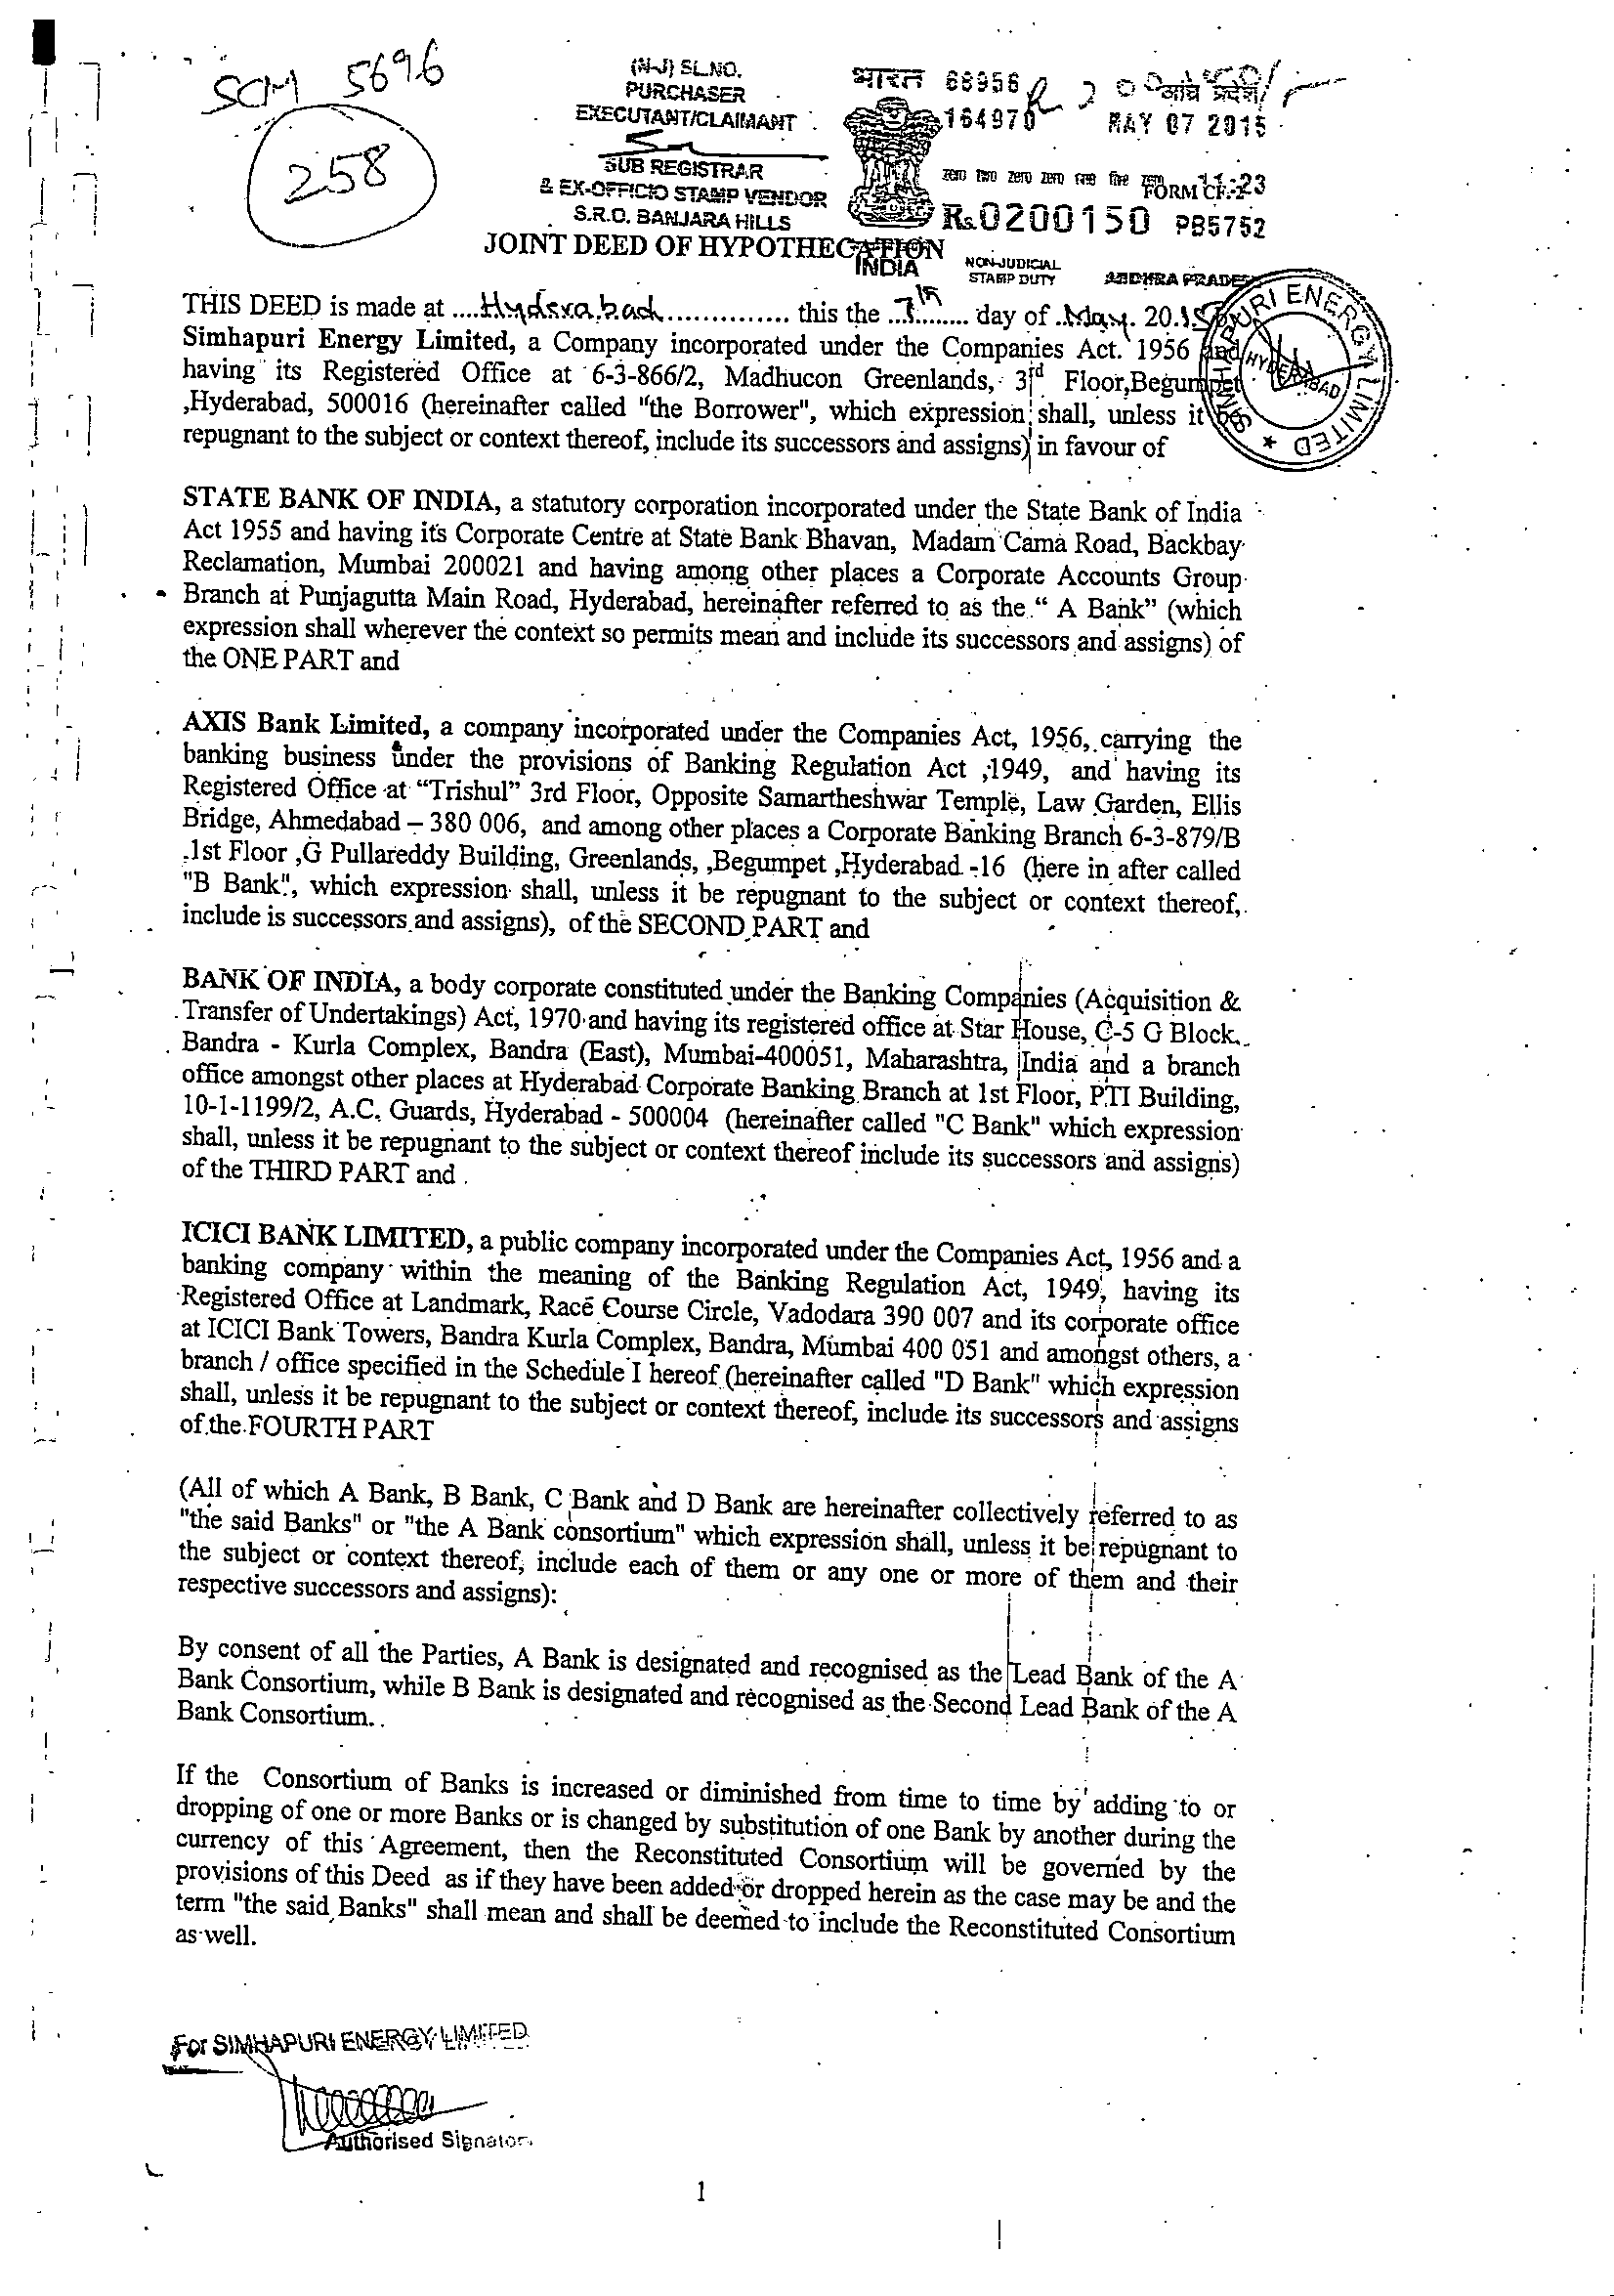 SCM 5696
258
(N-J) SL.NO.
PURCHASER
EXECUTANT/CLAIMANT
SUB REGISTRAR
& EX-OFFICIO STAMP VENDOR
S.R.O. BANJARA HILLS
भारत 68956
164970 MAY 07 2015
zero two zero zero one five zero 11:23
FORM CF-2
Rs.0200150 PB5752
INDIA NON-JUDICIAL
STAMP DUTY ANDHRA PRADESH
JOINT DEED OF HYPOTHECATION
SIMHAPURI ENERGY LIMITED ★
HYDERABAD
THIS DEED is made at ....Hyderabad.............. this the ..7th....... day of ..May. 2015 by
Simhapuri Energy Limited, a Company incorporated under the Companies Act. 1956 and
having its Registered Office at 6-3-866/2, Madhucon Greenlands, 3rd Floor,Begumpet
,Hyderabad, 500016 (hereinafter called "the Borrower", which expression shall, unless it be
repugnant to the subject or context thereof, include its successors and assigns) in favour of
STATE BANK OF INDIA, a statutory corporation incorporated under the State Bank of India
Act 1955 and having its Corporate Centre at State Bank Bhavan, Madam Cama Road, Backbay
Reclamation, Mumbai 200021 and having among other places a Corporate Accounts Group
Branch at Punjagutta Main Road, Hyderabad, hereinafter referred to as the “ A Bank” (which
expression shall wherever the context so permits mean and include its successors and assigns) of
the ONE PART and
AXIS Bank Limited, a company incorporated under the Companies Act, 1956, carrying the
banking business under the provisions of Banking Regulation Act ,1949, and having its
Registered Office at “Trishul” 3rd Floor, Opposite Samartheshwar Temple, Law Garden, Ellis
Bridge, Ahmedabad – 380 006, and among other places a Corporate Banking Branch 6-3-879/B
,1st Floor ,G Pullareddy Building, Greenlands, ,Begumpet ,Hyderabad -16 (here in after called
"B Bank", which expression shall, unless it be repugnant to the subject or context thereof,
include is successors and assigns), of the SECOND PART and
BANK OF INDIA, a body corporate constituted under the Banking Companies (Acquisition &
Transfer of Undertakings) Act, 1970 and having its registered office at Star House, C-5 G Block,
Bandra - Kurla Complex, Bandra (East), Mumbai-400051, Maharashtra, India and a branch
office amongst other places at Hyderabad Corporate Banking Branch at 1st Floor, PTI Building,
10-1-1199/2, A.C. Guards, Hyderabad - 500004 (hereinafter called "C Bank" which expression
shall, unless it be repugnant to the subject or context thereof include its successors and assigns)
of the THIRD PART and
ICICI BANK LIMITED, a public company incorporated under the Companies Act, 1956 and a
banking company within the meaning of the Banking Regulation Act, 1949, having its
Registered Office at Landmark, Race Course Circle, Vadodara 390 007 and its corporate office
at ICICI Bank Towers, Bandra Kurla Complex, Bandra, Mumbai 400 051 and amongst others, a
branch / office specified in the Schedule I hereof (hereinafter called "D Bank" which expression
shall, unless it be repugnant to the subject or context thereof, include its successors and assigns
of the FOURTH PART
(All of which A Bank, B Bank, C Bank and D Bank are hereinafter collectively referred to as
"the said Banks" or "the A Bank consortium" which expression shall, unless it be repugnant to
the subject or context thereof, include each of them or any one or more of them and their
respective successors and assigns):
By consent of all the Parties, A Bank is designated and recognised as the Lead Bank of the A
Bank Consortium, while B Bank is designated and recognised as the Second Lead Bank of the A
Bank Consortium.
If the Consortium of Banks is increased or diminished from time to time by adding to or
dropping of one or more Banks or is changed by substitution of one Bank by another during the
currency of this Agreement, then the Reconstituted Consortium will be governed by the
provisions of this Deed as if they have been added or dropped herein as the case may be and the
term "the said Banks" shall mean and shall be deemed to include the Reconstituted Consortium
as well.
For SIMHAPURI ENERGY LIMITED
Authorised Signatory
1